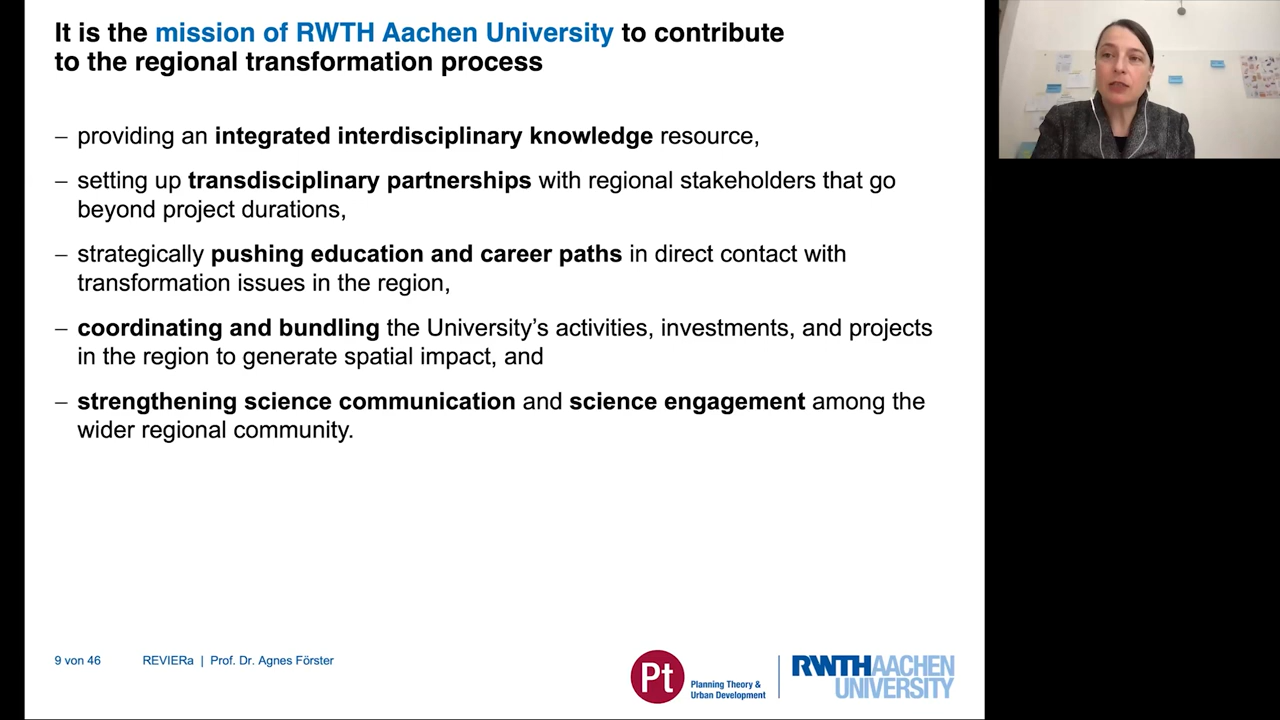 It is the mission of RWTH Aachen University to contribute
to the regional transformation process
– providing an integrated interdisciplinary knowledge resource,
– setting up transdisciplinary partnerships with regional stakeholders that go
beyond project durations,
– strategically pushing education and career paths in direct contact with
transformation issues in the region,
– coordinating and bundling the University’s activities, investments, and projects
in the region to generate spatial impact, and
– strengthening science communication and science engagement among the
wider regional community.
9 von 46 REVIERa | Prof. Dr. Agnes Förster
Pt
Planning Theory &
Urban Development
RWTH AACHEN
UNIVERSITY